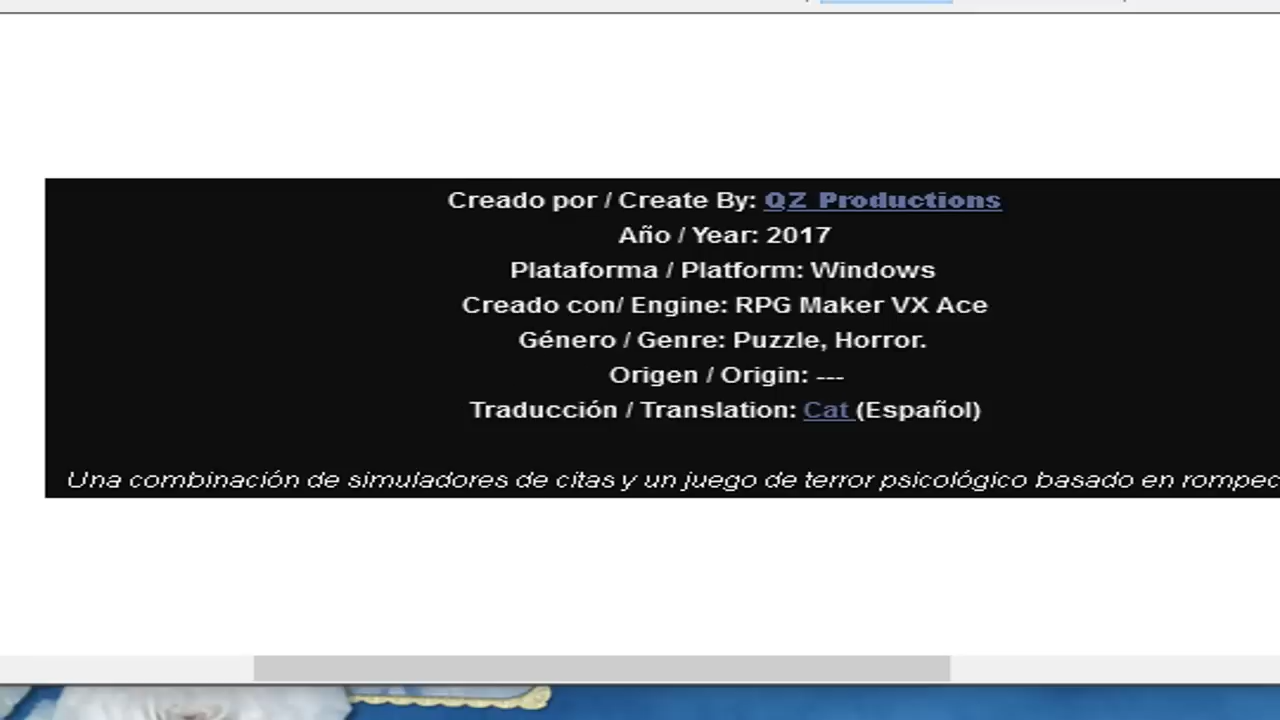 Creado por / Create By: QZ Productions
Año / Year: 2017
Plataforma / Platform: Windows
Creado con/ Engine: RPG Maker VX Ace
Género / Genre: Puzzle, Horror.
Origen / Origin: ---
Traducción / Translation: Cat (Español)
Una combinación de simuladores de citas y un juego de terror psicológico basado en rompec